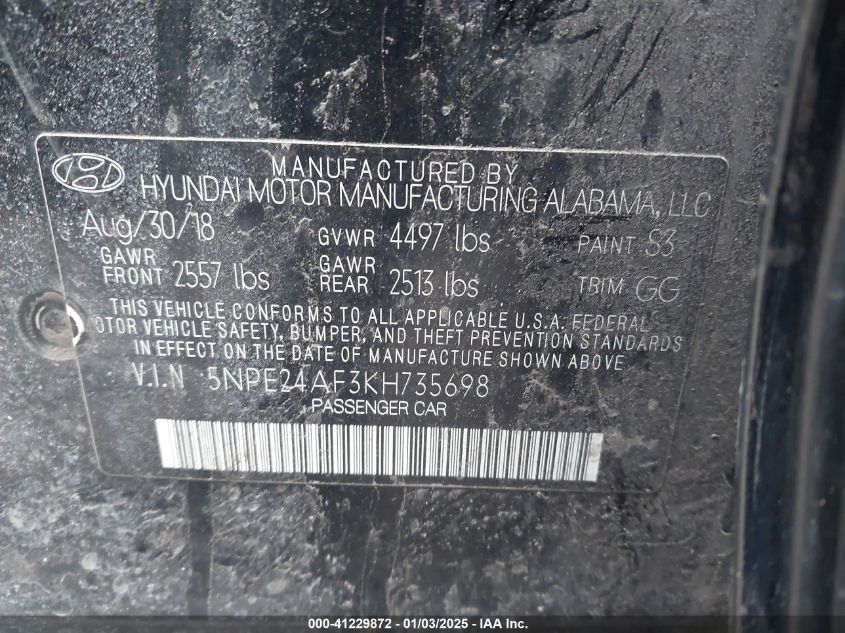 MANUFACTURED BY
HYUNDAI MOTOR MANUFACTURING ALABAMA, LLC
Aug/30/18 GVWR 4497 lbs PAINT S3
GAWR FRONT 2557 lbs GAWR REAR 2513 lbs TRIM GG
THIS VEHICLE CONFORMS TO ALL APPLICABLE U.S.A. FEDERAL
OTOR VEHICLE SAFETY, BUMPER, AND THEFT PREVENTION STANDARDS
IN EFFECT ON THE DATE OF MANUFACTURE SHOWN ABOVE
V.I.N 5NPE24AF3KH735698
PASSENGER CAR
000-41229872 - 01/03/2025 - IAA Inc.